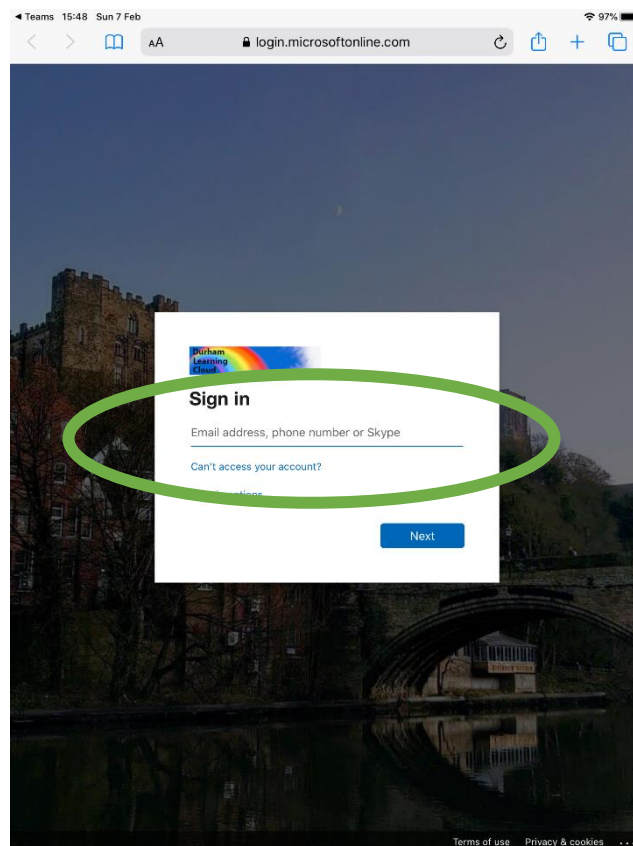 ◀ Teams 15:48 Sun 7 Feb 97%
AA login.microsoftonline.com
Durham
Learning
Cloud
Sign in
Email address, phone number or Skype
Can't access your account?
Next
Terms of use Privacy & cookies ...